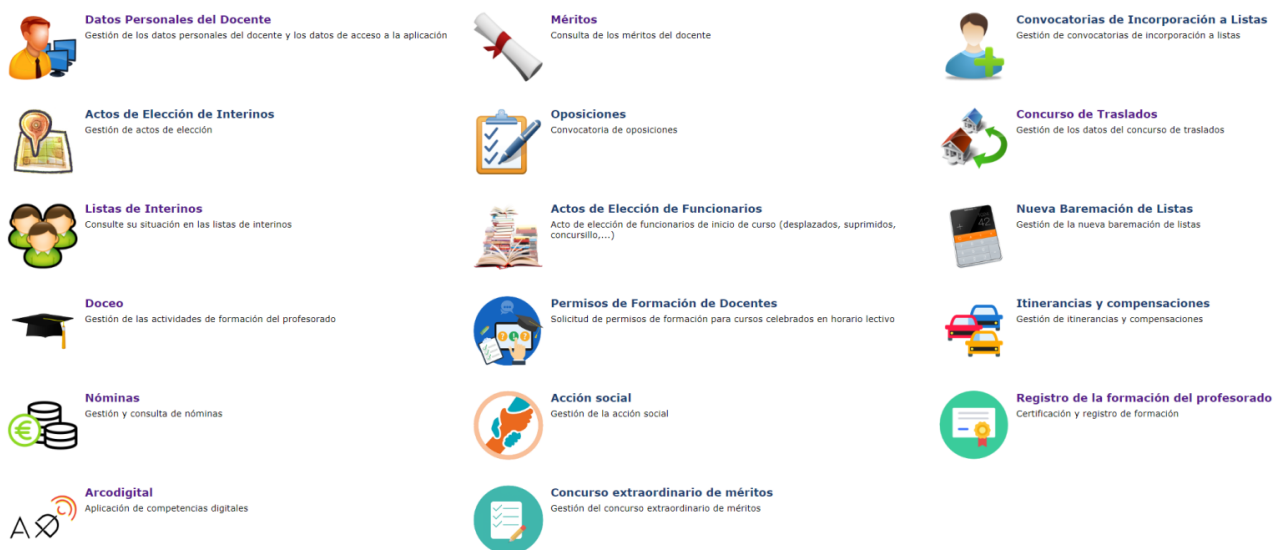 Datos Personales del Docente
Gestión de los datos personales del docente y los datos de acceso a la aplicación
Méritos
Consulta de los méritos del docente
Convocatorias de Incorporación a Listas
Gestión de convocatorias de incorporación a listas
Actos de Elección de Interinos
Gestión de actos de elección
Oposiciones
Convocatoria de oposiciones
Concurso de Traslados
Gestión de los datos del concurso de traslados
Listas de Interinos
Consulte su situación en las listas de interinos
Actos de Elección de Funcionarios
Acto de elección de funcionarios de inicio de curso (desplazados, suprimidos,
concursillo,...)
Nueva Baremación de Listas
Gestión de la nueva baremación de listas
42
Doceo
Gestión de las actividades de formación del profesorado
Permisos de Formación de Docentes
Solicitud de permisos de formación para cursos celebrados en horario lectivo
Itinerancias y compensaciones
Gestión de itinerancias y compensaciones
Nóminas
Gestión y consulta de nóminas
Acción social
Gestión de la acción social
Registro de la formación del profesorado
Certificación y registro de formación
Arcodigital
Aplicación de competencias digitales
Concurso extraordinario de méritos
Gestión del concurso extraordinario de méritos